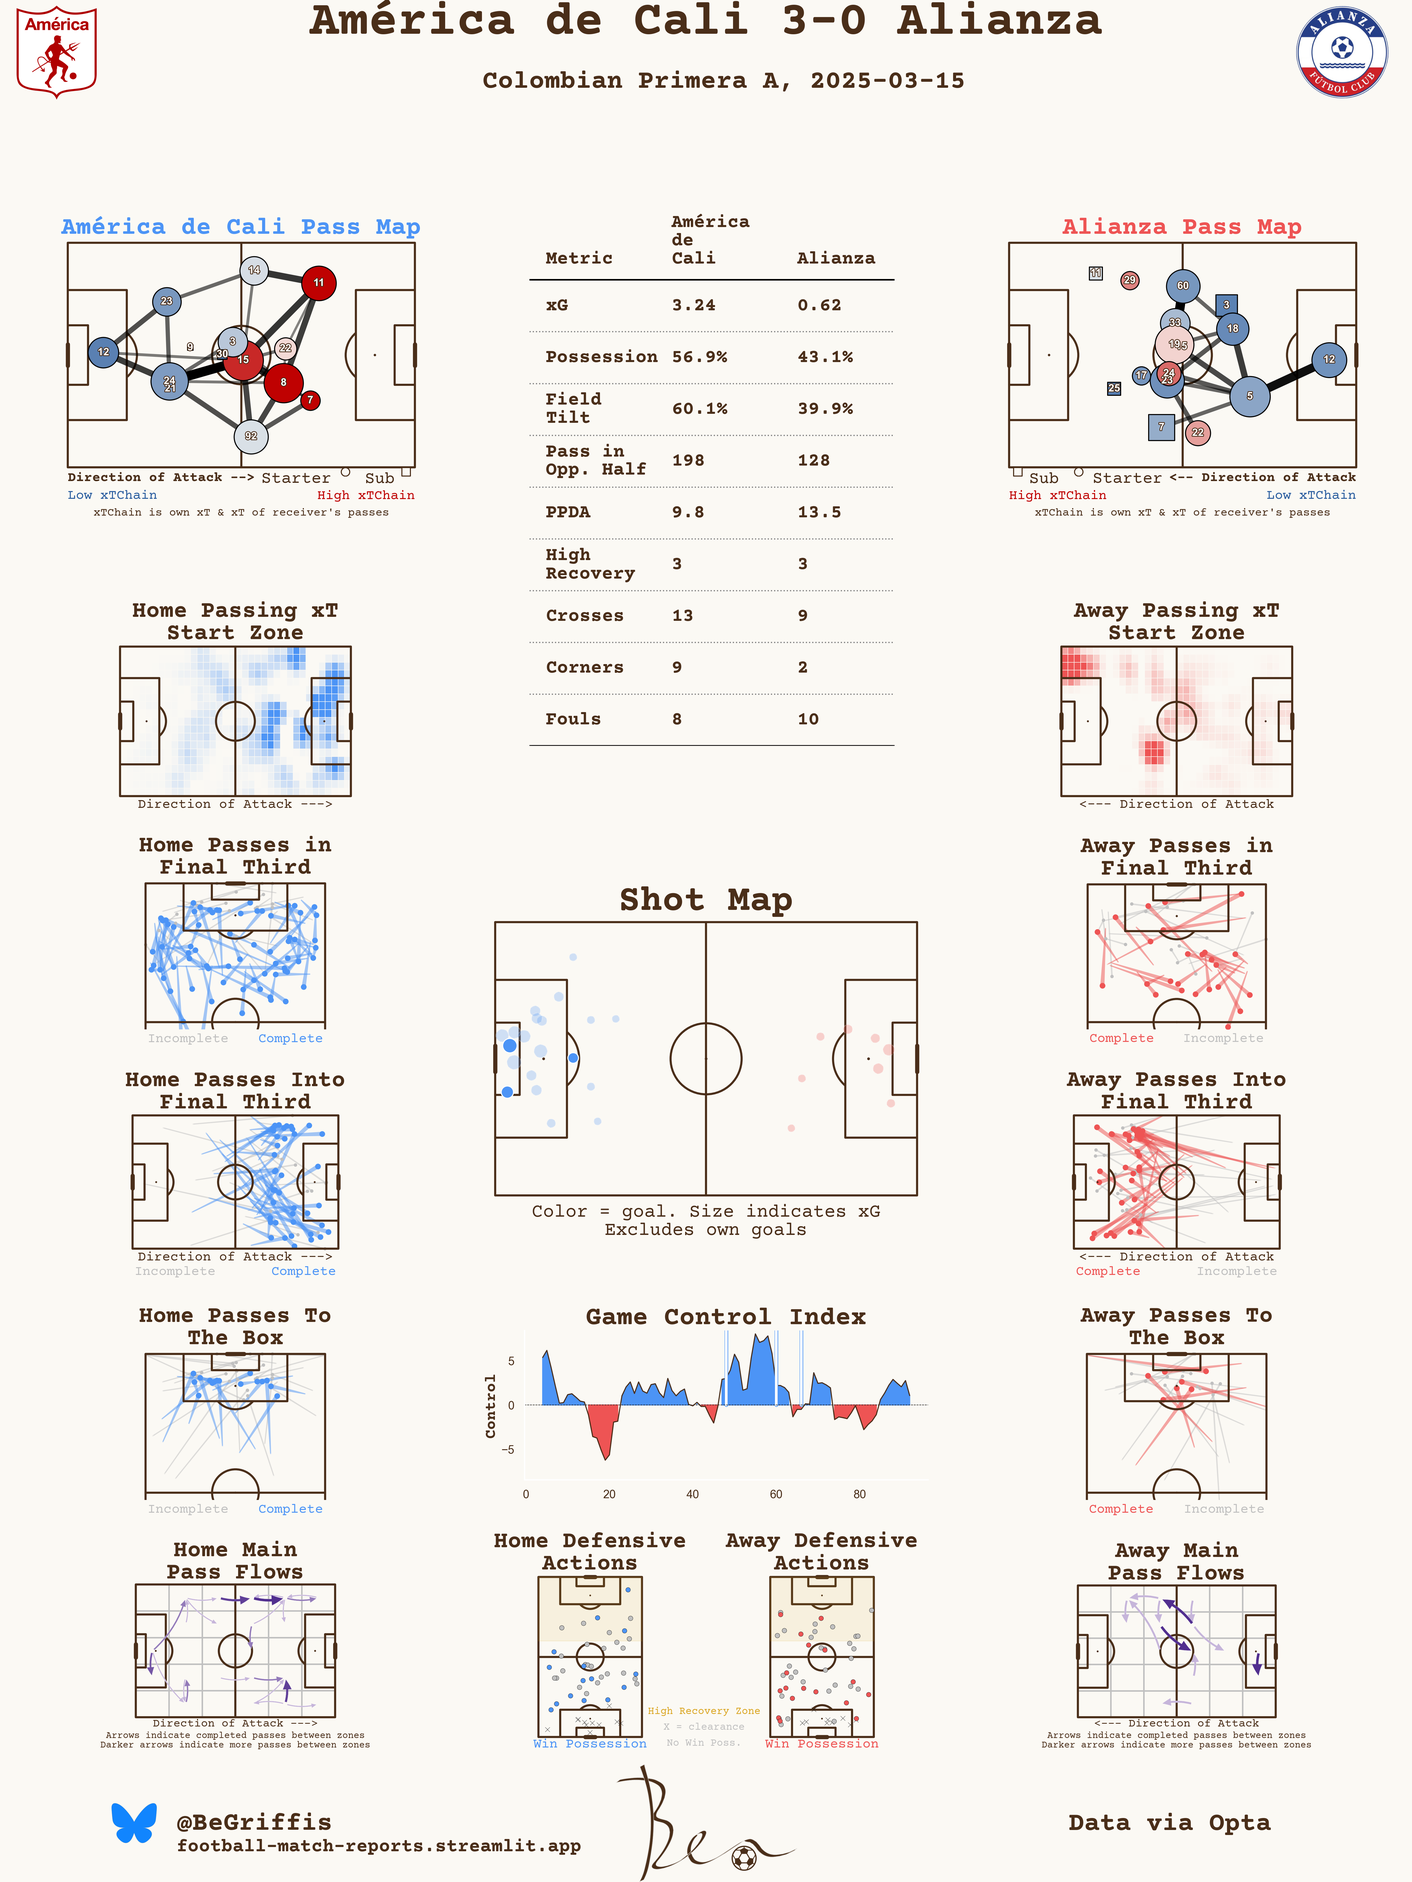 América de Cali 3-0 Alianza
Colombian Primera A, 2025-03-15
América
ALIANZA
FÚTBOL CLUB
América de Cali Pass Map
14
11
23
12
9
3
30
15
22
24
21
8
7
92
Direction of Attack --> Starter Sub
Low xTChain High xTChain
xTChain is own xT & xT of receiver's passes
América
de
Metric Cali Alianza
xG 3.24 0.62
Possession 56.9% 43.1%
Field
Tilt 60.1% 39.9%
Pass in
Opp. Half 198 128
PPDA 9.8 13.5
High
Recovery 3 3
Crosses 13 9
Corners 9 2
Fouls 8 10
Alianza Pass Map
11
29
60
3
33
18
19
12
17
24
23
25
5
7
22
Sub Starter <-- Direction of Attack
High xTChain Low xTChain
xTChain is own xT & xT of receiver's passes
Home Passing xT
Start Zone
Direction of Attack --->
Away Passing xT
Start Zone
<--- Direction of Attack
Home Passes in
Final Third
Incomplete Complete
Away Passes in
Final Third
Complete Incomplete
Shot Map
Color = goal. Size indicates xG
Excludes own goals
Home Passes Into
Final Third
Direction of Attack --->
Incomplete Complete
Away Passes Into
Final Third
<--- Direction of Attack
Complete Incomplete
Home Passes To
The Box
Incomplete Complete
Game Control Index
Control
5
0
−5
0 20 40 60 80
Away Passes To
The Box
Complete Incomplete
Home Main
Pass Flows
Direction of Attack --->
Arrows indicate completed passes between zones
Darker arrows indicate more passes between zones
Home Defensive
Actions
Win Possession
High Recovery Zone
X = clearance
No Win Poss.
Away Defensive
Actions
Win Possession
Away Main
Pass Flows
<--- Direction of Attack
Arrows indicate completed passes between zones
Darker arrows indicate more passes between zones
@BeGriffis
football-match-reports.streamlit.app
Ben
Data via Opta